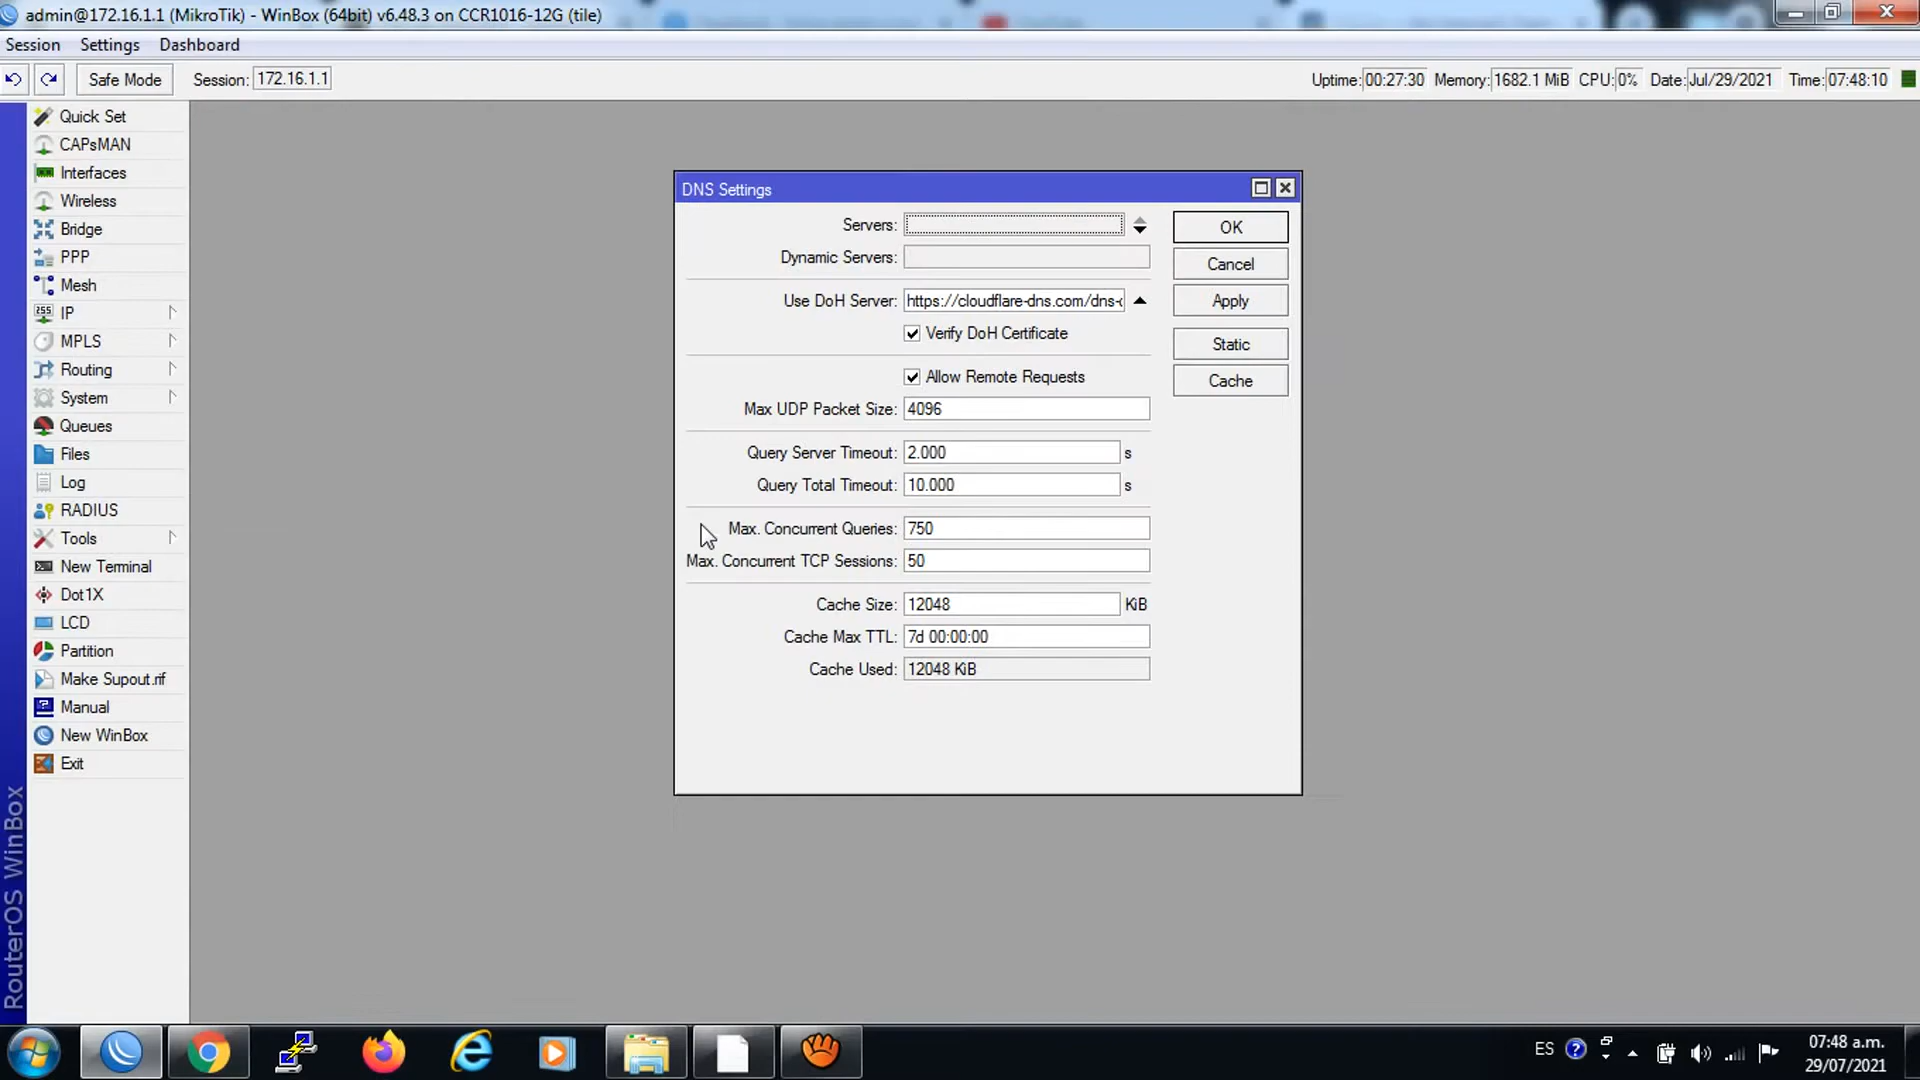 admin@172.16.1.1 (MikroTik) - WinBox (64bit) v6.48.3 on CCR1016-12G (tile)
Session Settings Dashboard
Safe Mode Session: 172.16.1.1 Uptime: 00:27:30 Memory: 1682.1 MiB CPU: 0% Date: Jul/29/2021 Time: 07:48:10
Quick Set
CAPsMAN
Interfaces
Wireless
Bridge
PPP
Mesh
IP
MPLS
Routing
System
Queues
Files
Log
RADIUS
Tools
New Terminal
Dot1X
LCD
Partition
Make Supout.rif
Manual
New WinBox
Exit
RouterOS WinBox
DNS Settings
Servers:
Dynamic Servers:
Use DoH Server: https://cloudflare-dns.com/dns-
Verify DoH Certificate
Allow Remote Requests
Max UDP Packet Size: 4096
Query Server Timeout: 2.000 s
Query Total Timeout: 10.000 s
Max. Concurrent Queries: 750
Max. Concurrent TCP Sessions: 50
Cache Size: 12048 KiB
Cache Max TTL: 7d 00:00:00
Cache Used: 12048 KiB
OK
Cancel
Apply
Static
Cache
ES
07:48 a.m.
29/07/2021